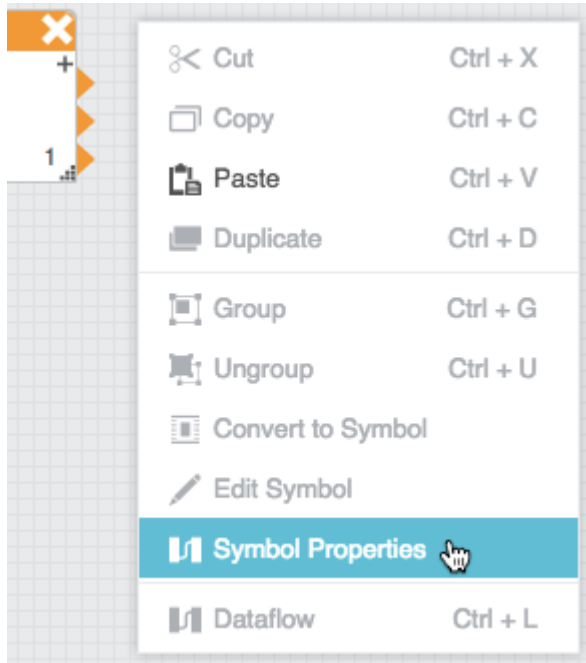 +
1
Cut Ctrl + X
Copy Ctrl + C
Paste Ctrl + V
Duplicate Ctrl + D
Group Ctrl + G
Ungroup Ctrl + U
Convert to Symbol
Edit Symbol
Symbol Properties
Dataflow Ctrl + L